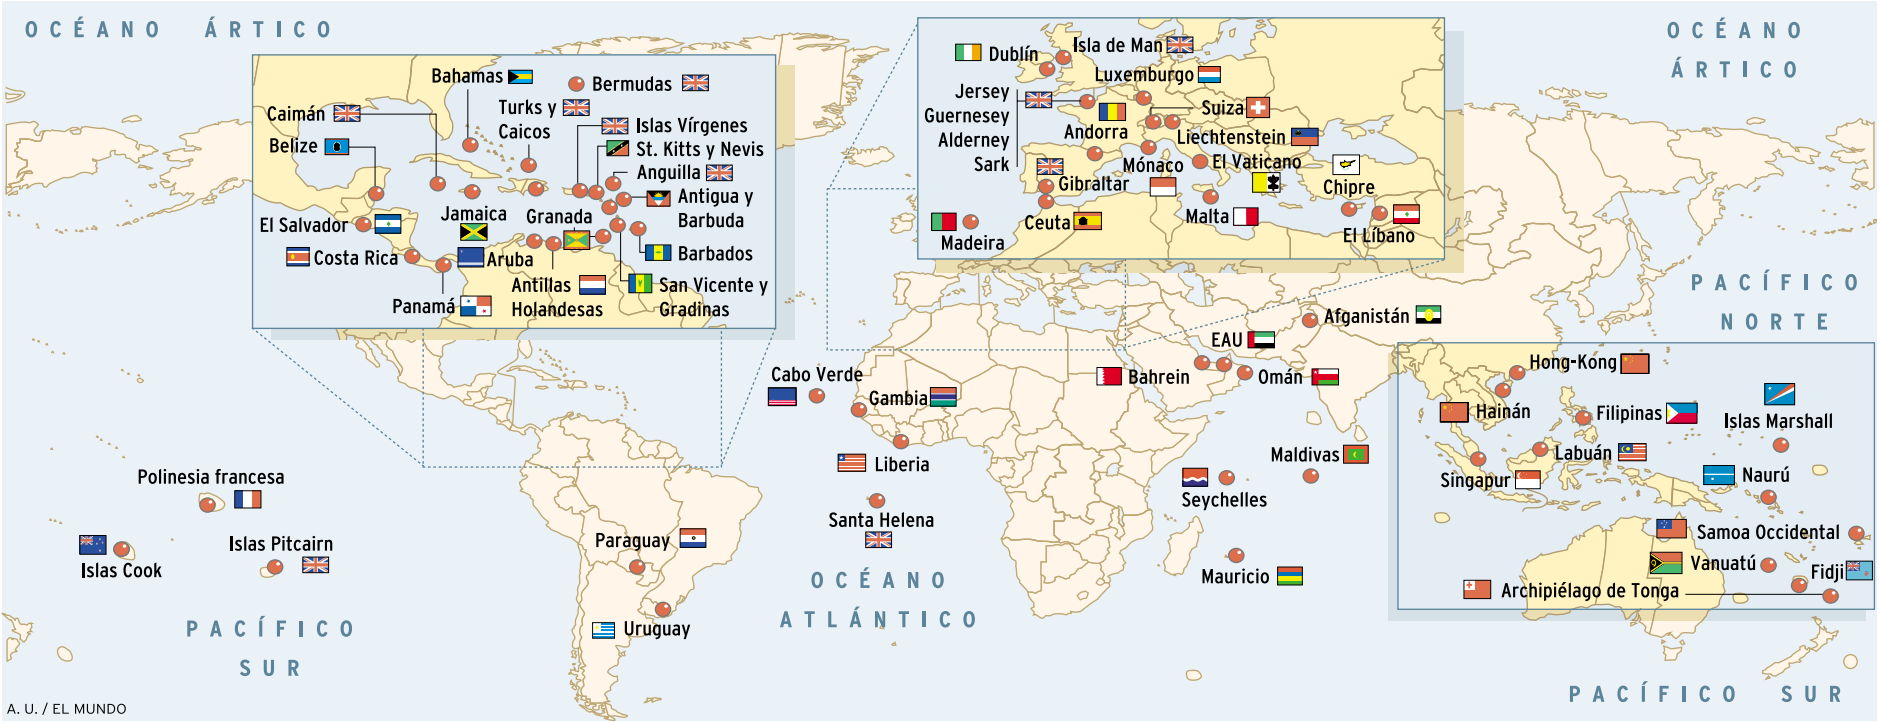 OCÉANO ÁRTICO
OCÉANO
ÁRTICO
Bahamas
Bermudas
Turks y
Caicos
Caimán
Belize
Islas Vírgenes
St. Kitts y Nevis
Anguilla
Antigua y
Barbuda
El Salvador
Jamaica
Granada
Costa Rica
Aruba
Barbados
Antillas
Holandesas
San Vicente y
Gradinas
Panamá
Dublín
Isla de Man
Luxemburgo
Jersey
Guernesey
Alderney
Sark
Suiza
Andorra
Liechtenstein
Mónaco
El Vaticano
Gibraltar
Chipre
Ceuta
Malta
Madeira
El Líbano
PACÍFICO
NORTE
Afganistán
EAU
Bahrein
Omán
Cabo Verde
Gambia
Liberia
Maldivas
Seychelles
Santa Helena
Mauricio
Hong-Kong
Hainán
Filipinas
Islas Marshall
Labuán
Singapur
Naurú
Samoa Occidental
Vanuatú
Fidji
Archipiélago de Tonga
Polinesia francesa
Islas Pitcairn
Islas Cook
Paraguay
Uruguay
OCÉANO
ATLÁNTICO
PACÍFICO
SUR
PACÍFICO SUR
A. U. / EL MUNDO